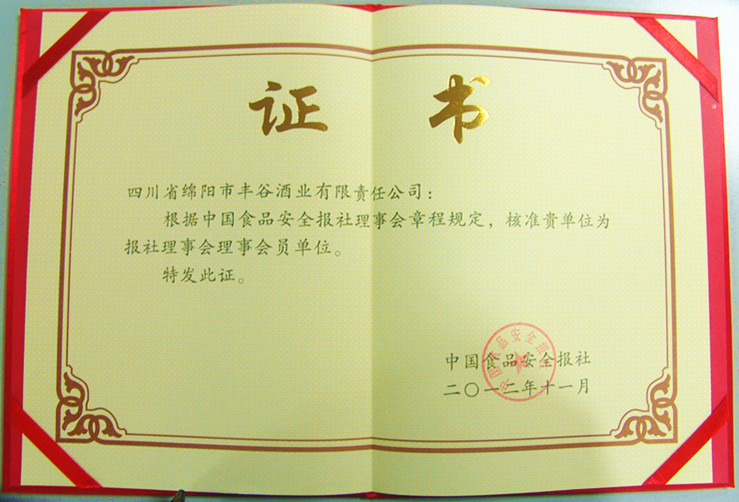 证书
四川省绵阳市丰谷酒业有限责任公司：
根据中国食品安全报社理事会章程规定，核准贵单位为
报社理事会理事会员单位。
特发此证。
中国食品安全报社
二〇一二年十一月